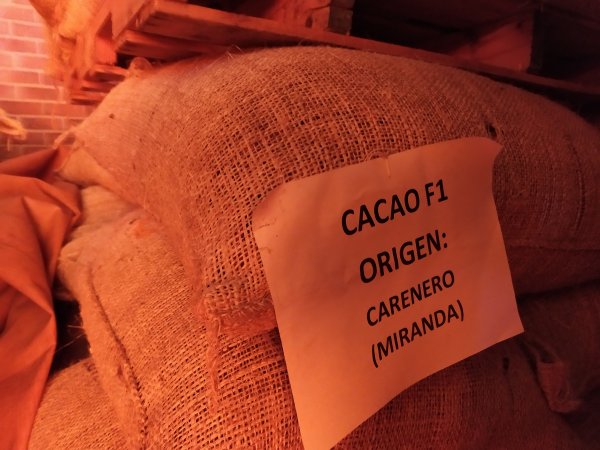 CACAO F1
ORIGEN:
CARENERO
(MIRANDA)